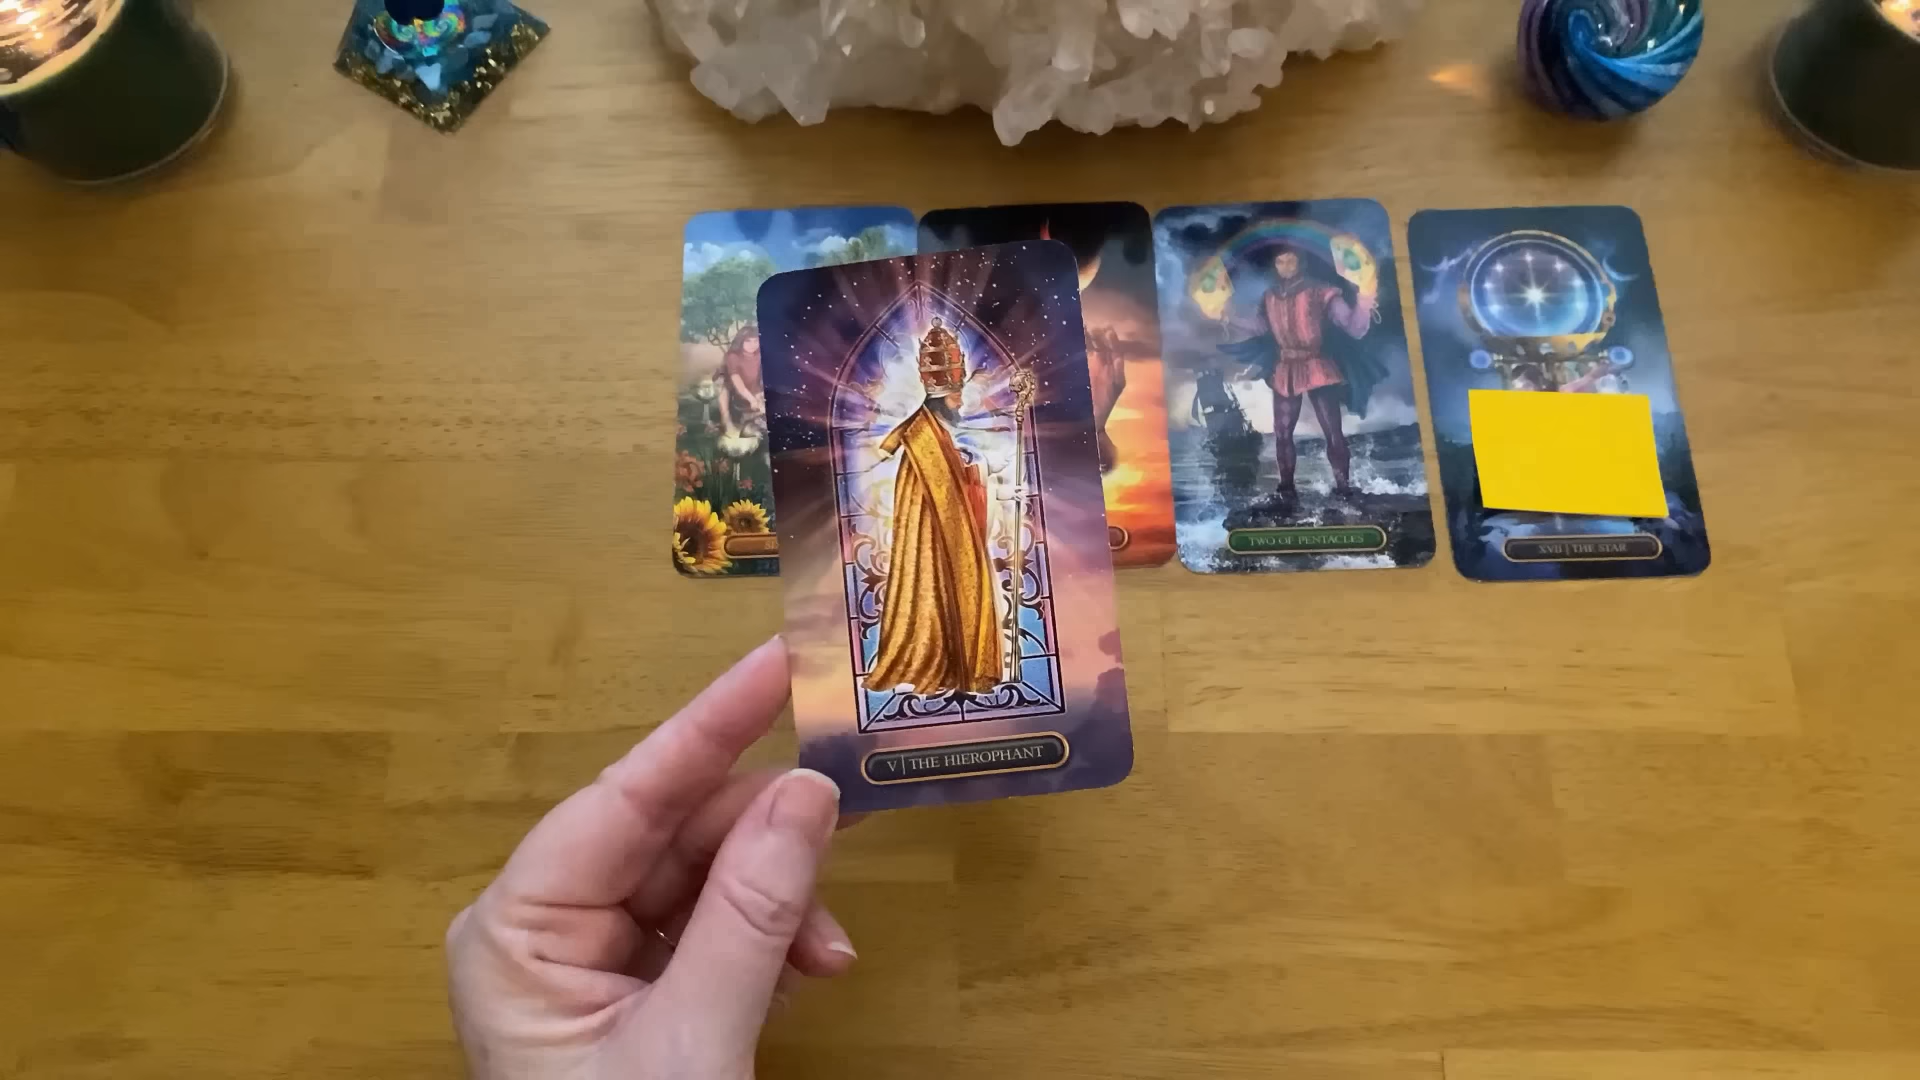 TWO OF PENTACLES
XVII | THE STAR
V | THE HIEROPHANT